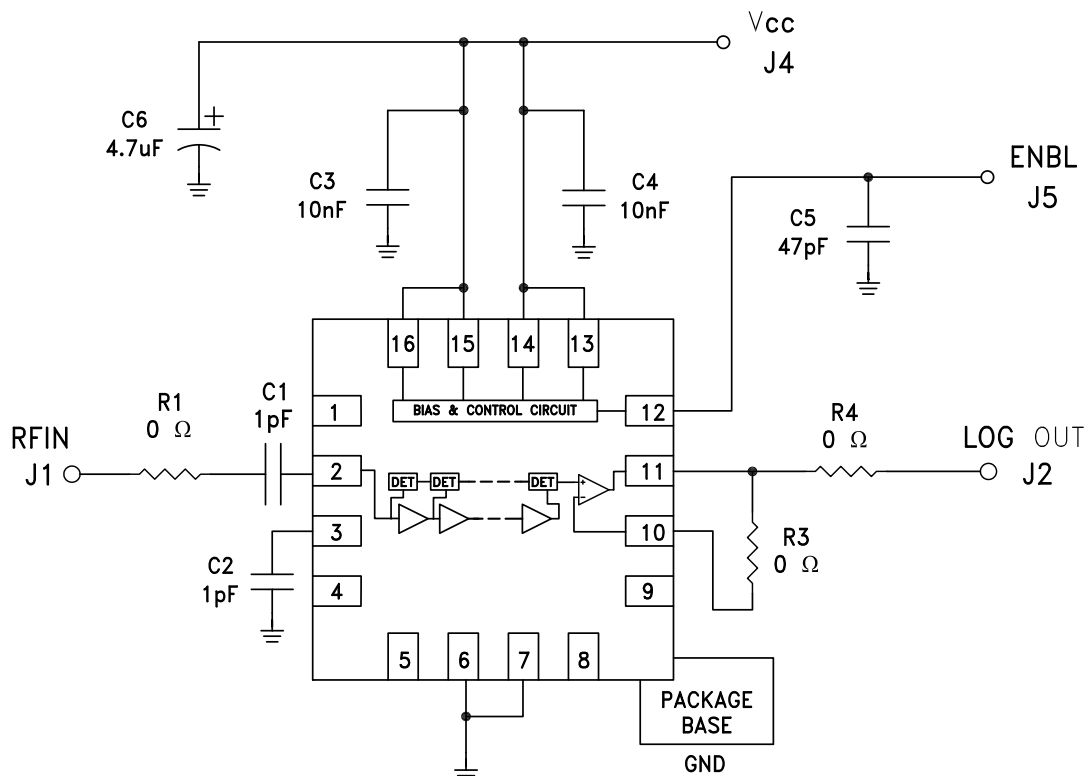 Vcc
J4
C6
4.7uF
+
C3
10nF
C4
10nF
ENBL
J5
C5
47pF
16
15
14
13
BIAS & CONTROL CIRCUIT
1
12
RFIN
J1
R1
0 Ω
C1
1pF
2
DET
DET
DET
+
−
11
R4
0 Ω
LOG OUT
J2
3
10
R3
0 Ω
C2
1pF
4
9
5
6
7
8
PACKAGE
BASE
GND